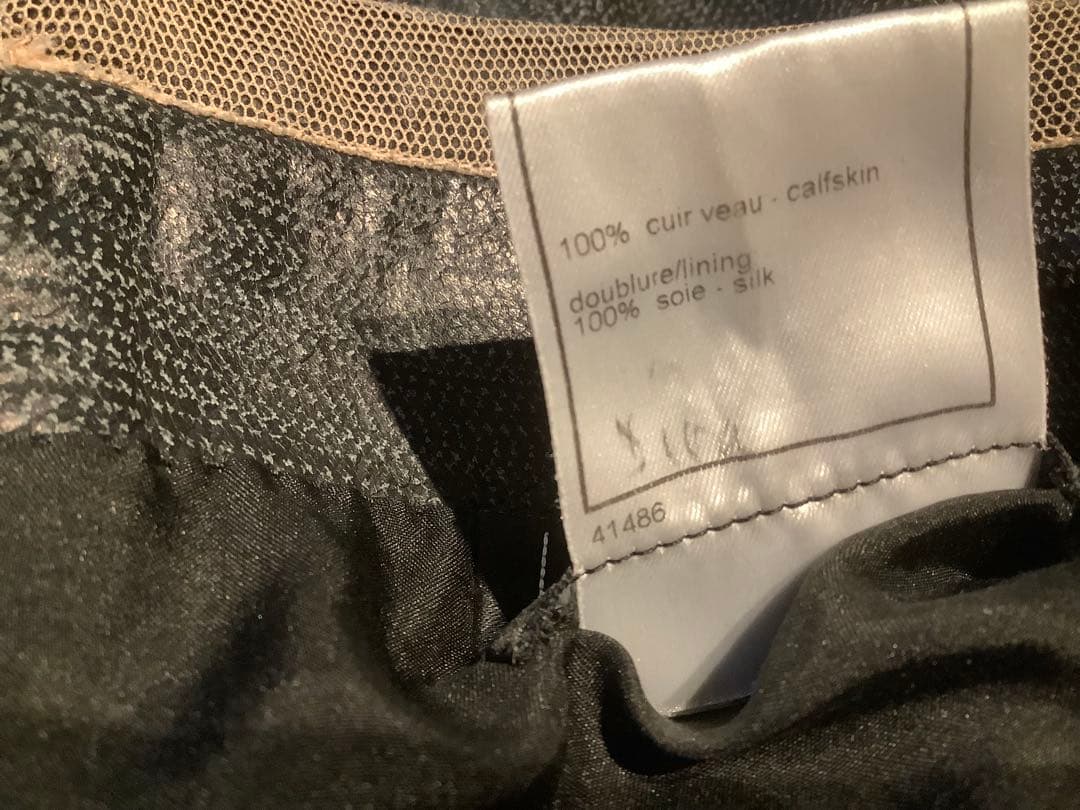 100% cuir veau - calfskin
doublure/lining
100% soie - silk
41486